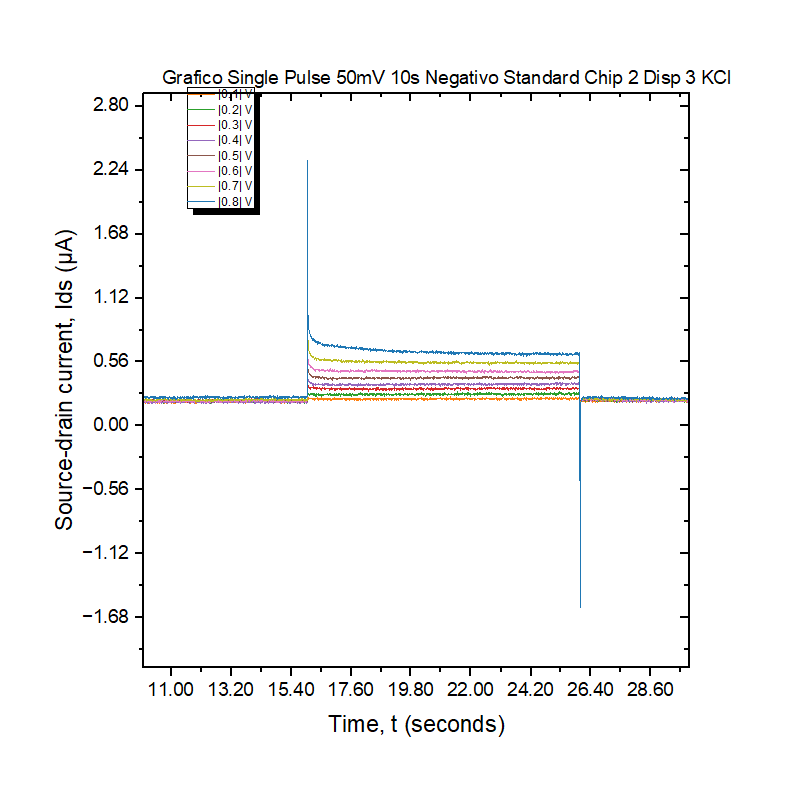 Grafico Single Pulse 50mV 10s Negativo Standard Chip 2 Disp 3 KCl
|0.1| V
|0.2| V
|0.3| V
|0.4| V
|0.5| V
|0.6| V
|0.7| V
|0.8| V
2.80
2.24
1.68
1.12
0.56
0.00
−0.56
−1.12
−1.68
Source-drain current, Ids (μA)
11.00 13.20 15.40 17.60 19.80 22.00 24.20 26.40 28.60
Time, t (seconds)